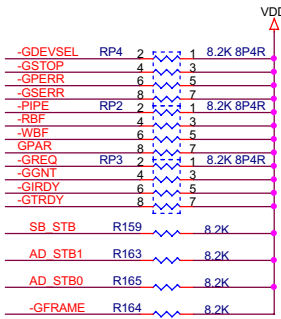 VDD
-GDEVSEL RP4 2 1 8.2K 8P4R
-GSTOP 4 3
-GPERR 6 5
-GSERR 8 7
-PIPE RP2 2 1 8.2K 8P4R
-RBF 4 3
-WBF 6 5
GPAR 8 7
-GREQ RP3 2 1 8.2K 8P4R
-GGNT 4 3
-GIRDY 6 5
-GTRDY 8 7
SB_STB R159 8.2K
AD_STB1 R163 8.2K
AD_STB0 R165 8.2K
-GFRAME R164 8.2K